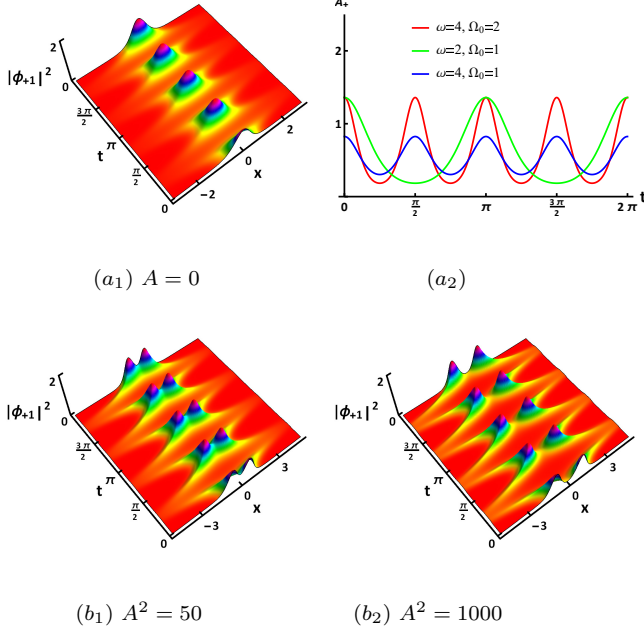 2
|ϕ₊₁|²
0
3π/2
π
π/2
0
t
−2
0
2
x
A₊
2
1
0
π/2
π
3π/2
2π
t
ω=4, Ω₀=2
ω=2, Ω₀=1
ω=4, Ω₀=1
(a₁) A = 0
(a₂)
2
|ϕ₊₁|²
0
3π/2
π
π/2
0
t
−3
0
3
x
2
|ϕ₊₁|²
0
3π/2
π
π/2
0
t
−3
0
3
x
(b₁) A² = 50
(b₂) A² = 1000